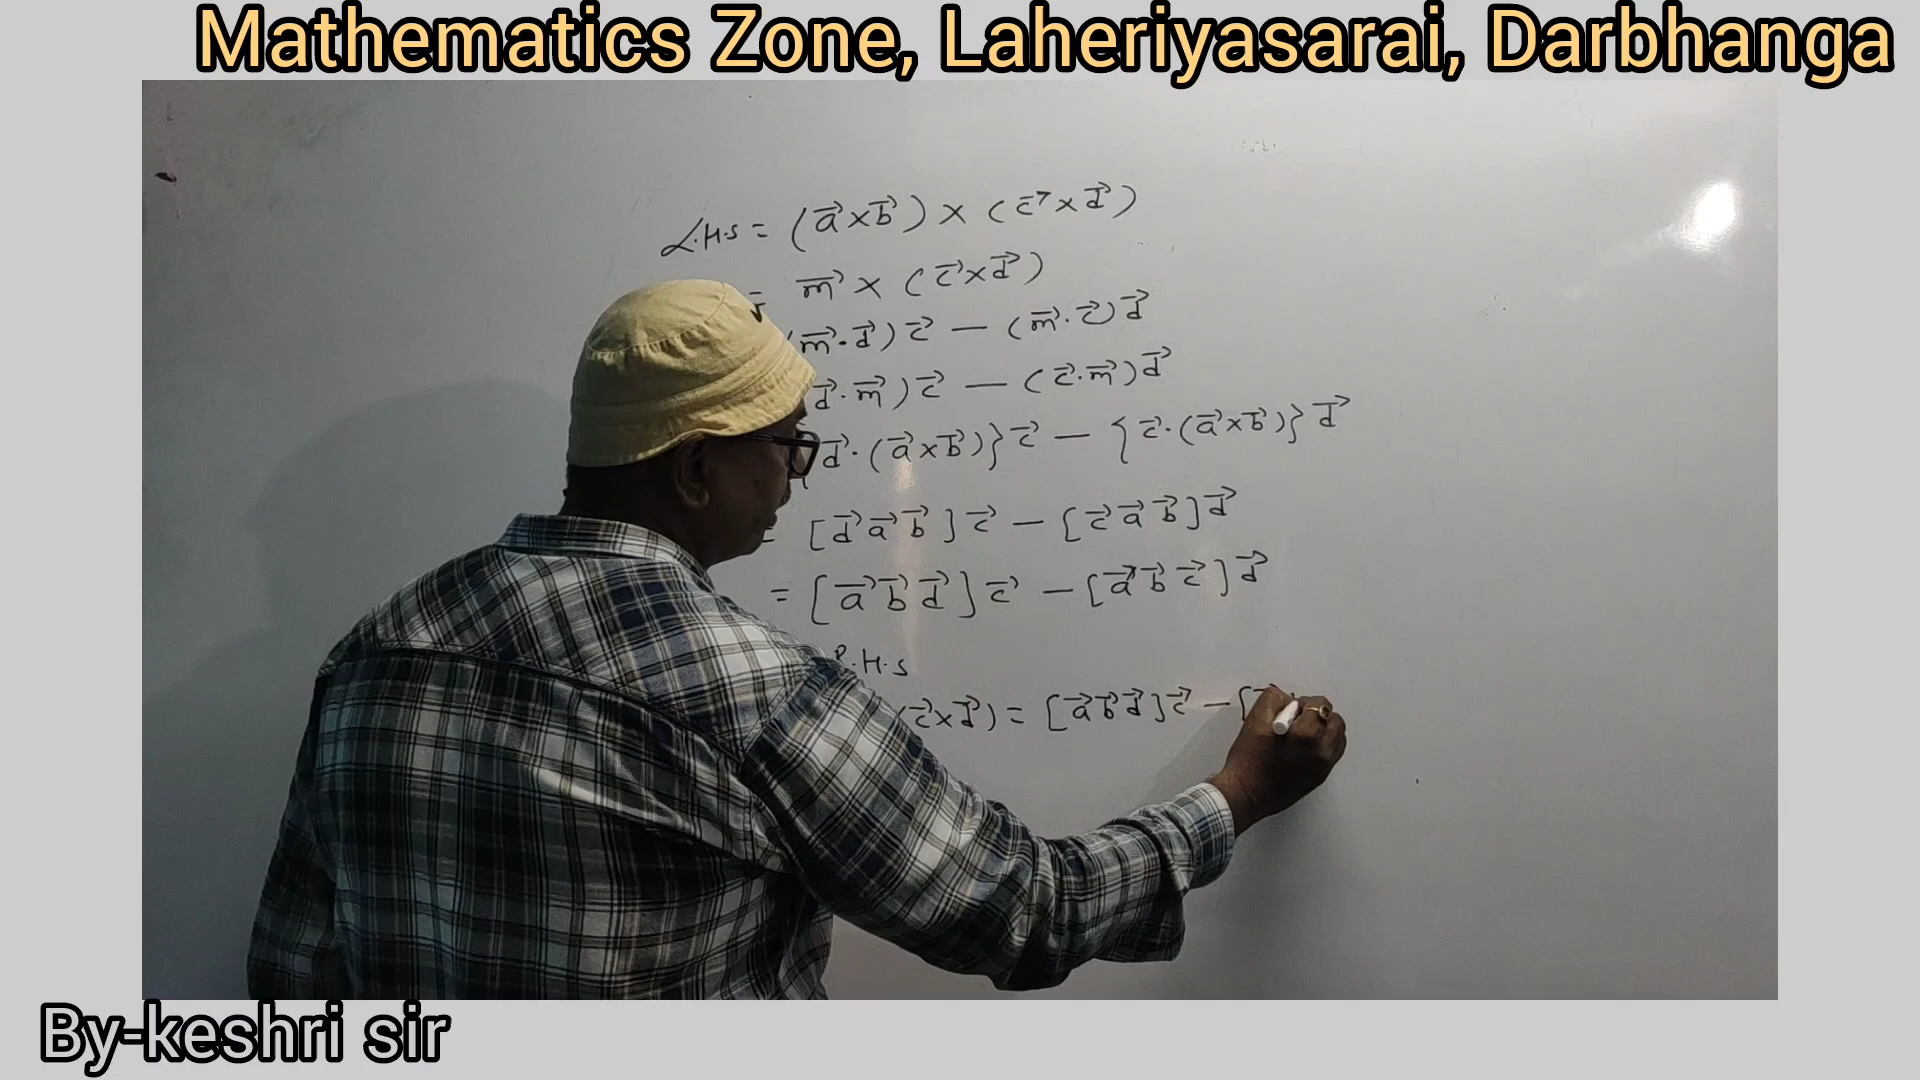 Mathematics Zone, Laheriyasarai, Darbhanga
L.H.S = (a⃗ × b⃗) × (c⃗ × d⃗)
= m⃗ × (c⃗ × d⃗)
(m⃗ · d⃗) c⃗ — (m⃗ · c⃗) d⃗
d⃗ · m⃗) c⃗ — (c⃗ · m⃗) d⃗
{d⃗ · (a⃗ × b⃗)} c⃗ — {c⃗ · (a⃗ × b⃗)} d⃗
= [d⃗ a⃗ b⃗] c⃗ — [c⃗ a⃗ b⃗] d⃗
= [a⃗ b⃗ d⃗] c⃗ — [a⃗ b⃗ c⃗] d⃗
R.H.S
(c⃗ × d⃗) = [a⃗ b⃗ d⃗] c⃗ — [
By-keshri sir